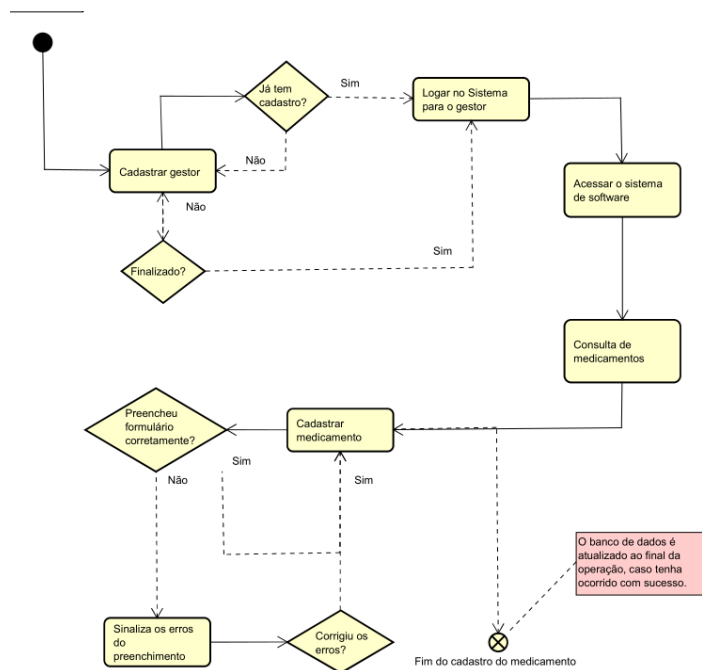 Já tem
cadastro?
Sim
Logar no Sistema
para o gestor
Não
Cadastrar gestor
Acessar o sistema
de software
Não
Sim
Finalizado?
Consulta de
medicamentos
Preencheu
formulário
corretamente?
Cadastrar
medicamento
Sim
Sim
Não
O banco de dados é
atualizado ao final da
operação, caso tenha
ocorrido com sucesso.
Sinaliza os erros
do
preenchimento
Corrigiu os
erros?
Fim do cadastro do medicamento